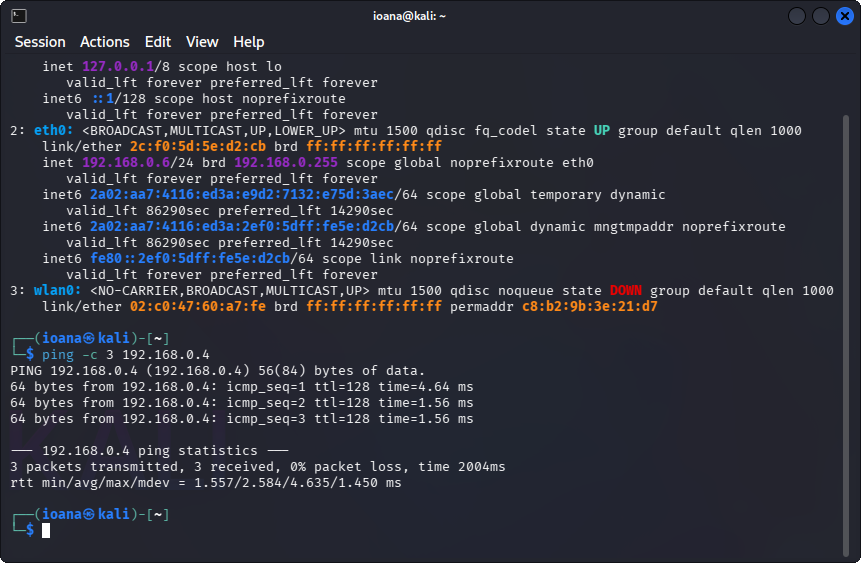 ioana@kali: ~
Session Actions Edit View Help
inet 127.0.0.1/8 scope host lo
valid_lft forever preferred_lft forever
inet6 ::1/128 scope host noprefixroute
valid_lft forever preferred_lft forever
2: eth0: <BROADCAST,MULTICAST,UP,LOWER_UP> mtu 1500 qdisc fq_codel state UP group default qlen 1000
link/ether 2c:f0:5d:5e:d2:cb brd ff:ff:ff:ff:ff:ff
inet 192.168.0.6/24 brd 192.168.0.255 scope global noprefixroute eth0
valid_lft forever preferred_lft forever
inet6 2a02:aa7:4116:ed3a:e9d2:7132:e75d:3aec/64 scope global temporary dynamic
valid_lft 86290sec preferred_lft 14290sec
inet6 2a02:aa7:4116:ed3a:2ef0:5dff:fe5e:d2cb/64 scope global dynamic mngtmpaddr noprefixroute
valid_lft 86290sec preferred_lft 14290sec
inet6 fe80::2ef0:5dff:fe5e:d2cb/64 scope link noprefixroute
valid_lft forever preferred_lft forever
3: wlan0: <NO-CARRIER,BROADCAST,MULTICAST,UP> mtu 1500 qdisc noqueue state DOWN group default qlen 1000
link/ether 02:c0:47:60:a7:fe brd ff:ff:ff:ff:ff:ff permaddr c8:b2:9b:3e:21:d7
┌──(ioana㉿kali)-[~]
└─$ ping -c 3 192.168.0.4
PING 192.168.0.4 (192.168.0.4) 56(84) bytes of data.
64 bytes from 192.168.0.4: icmp_seq=1 ttl=128 time=4.64 ms
64 bytes from 192.168.0.4: icmp_seq=2 ttl=128 time=1.56 ms
64 bytes from 192.168.0.4: icmp_seq=3 ttl=128 time=1.56 ms
--- 192.168.0.4 ping statistics ---
3 packets transmitted, 3 received, 0% packet loss, time 2004ms
rtt min/avg/max/mdev = 1.557/2.584/4.635/1.450 ms
┌──(ioana㉿kali)-[~]
└─$